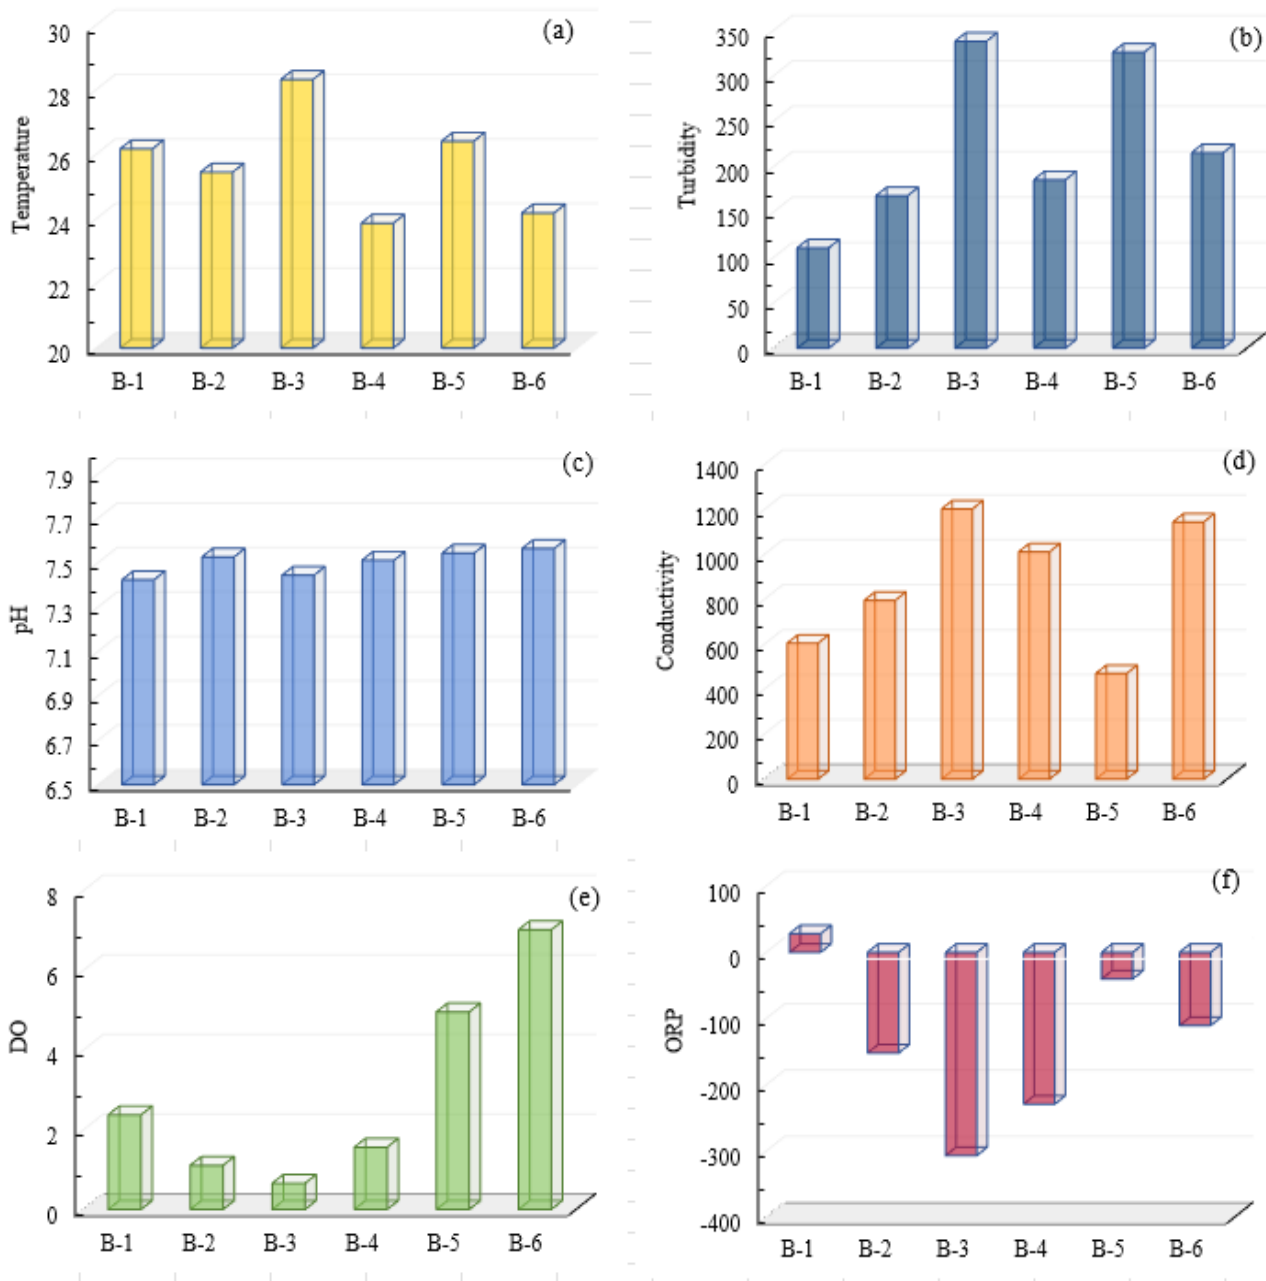 (a)
Temperature
30
28
26
24
22
20
B-1 B-2 B-3 B-4 B-5 B-6
(b)
Turbidity
350
300
250
200
150
100
50
0
B-1 B-2 B-3 B-4 B-5 B-6
(c)
pH
7.9
7.7
7.5
7.3
7.1
6.9
6.7
6.5
B-1 B-2 B-3 B-4 B-5 B-6
(d)
Conductivity
1400
1200
1000
800
600
400
200
0
B-1 B-2 B-3 B-4 B-5 B-6
(e)
DO
8
6
4
2
0
B-1 B-2 B-3 B-4 B-5 B-6
(f)
ORP
100
0
-100
-200
-300
-400
B-1 B-2 B-3 B-4 B-5 B-6